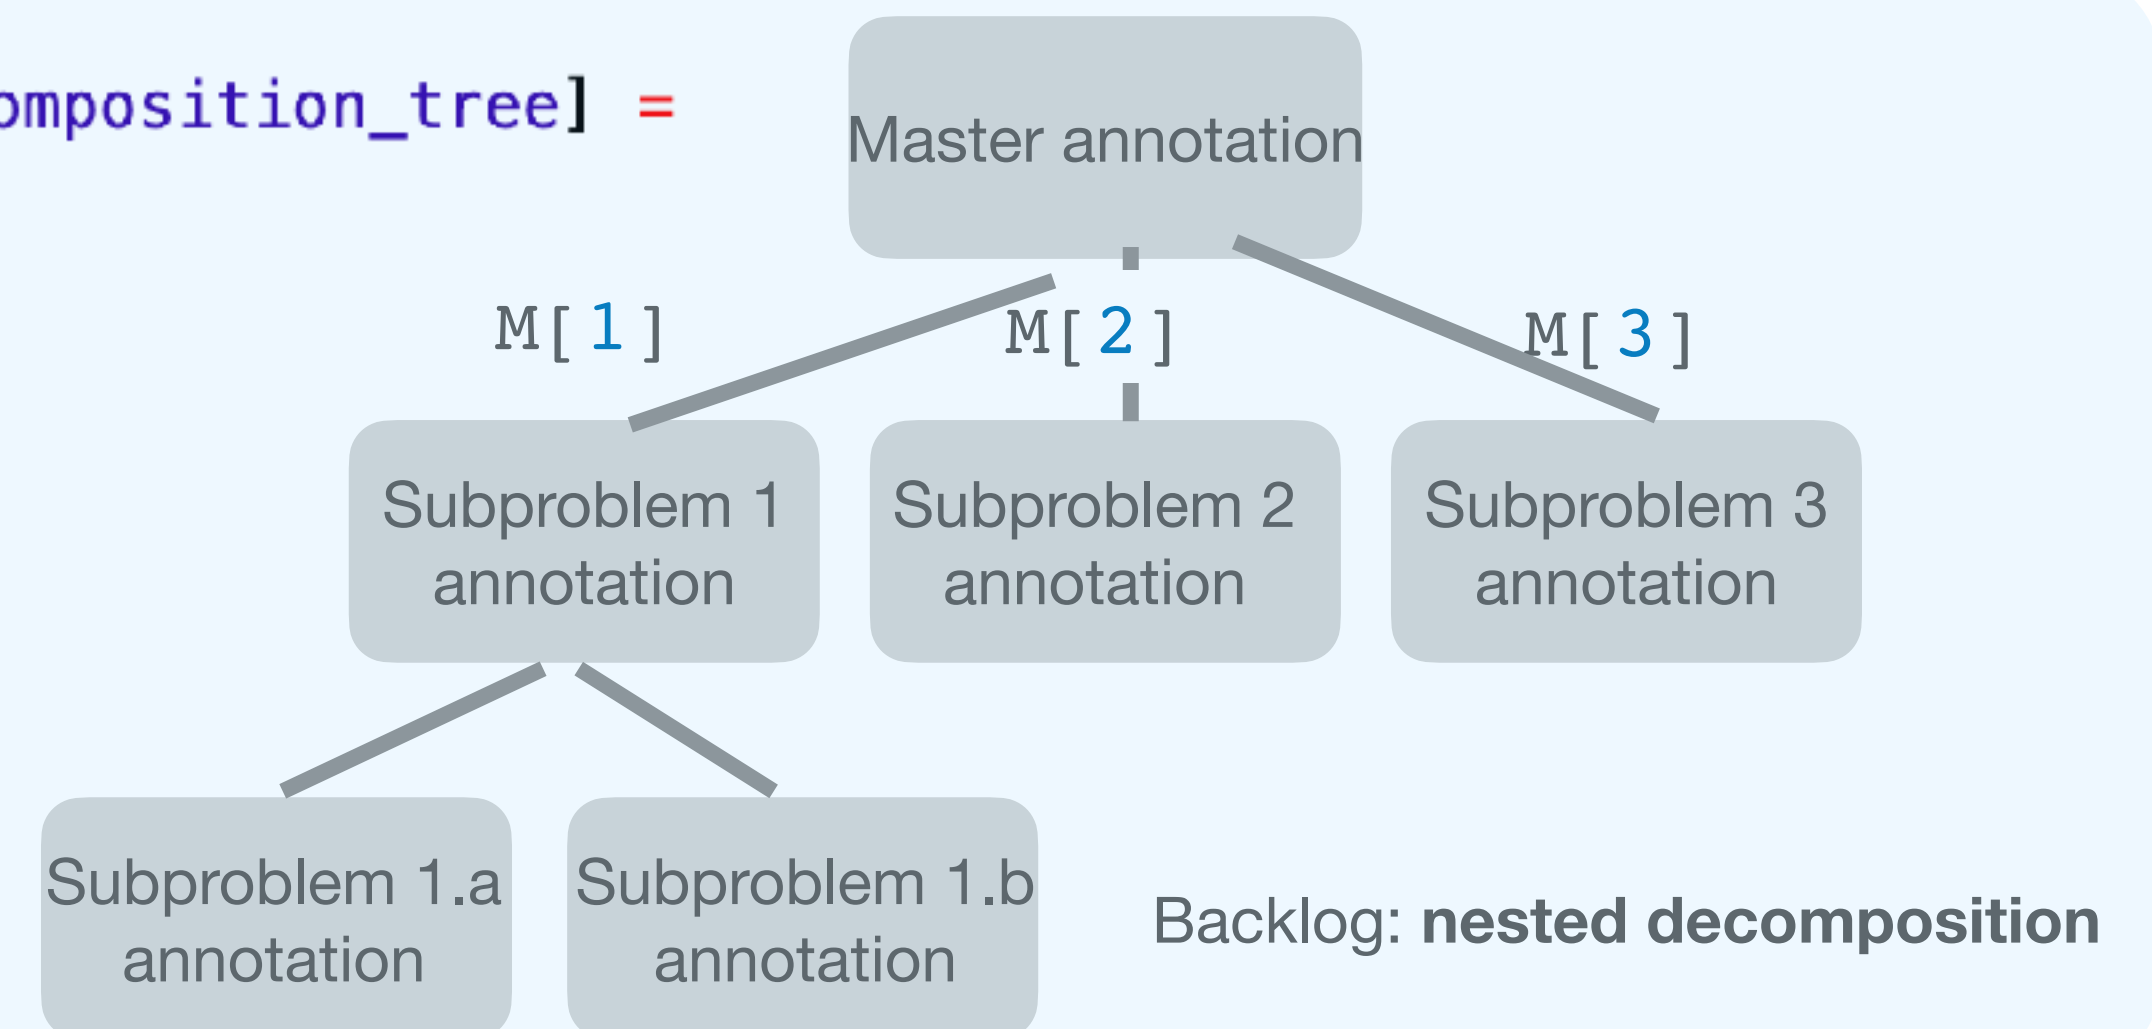 omposition_tree] =
Master annotation
M[1]
M[2]
M[3]
Subproblem 1
annotation
Subproblem 2
annotation
Subproblem 3
annotation
Subproblem 1.a
annotation
Subproblem 1.b
annotation
Backlog: nested decomposition